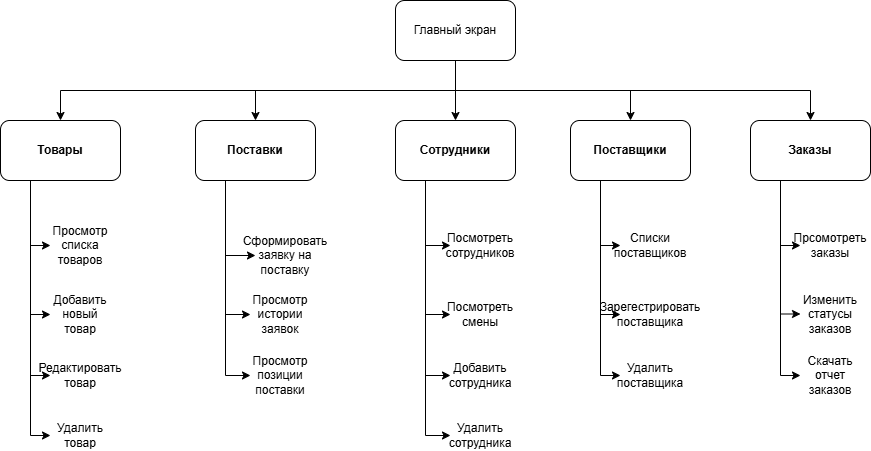 Главный экран
Товары
Просмотр
списка
товаров
Добавить
новый
товар
Редактировать
товар
Удалить
товар
Поставки
Сформировать
заявку на
поставку
Просмотр
истории
заявок
Просмотр
позиции
поставки
Сотрудники
Посмотреть
сотрудников
Посмотреть
смены
Добавить
сотрудника
Удалить
сотрудника
Поставщики
Списки
поставщиков
Зарегестрировать
поставщика
Удалить
поставщика
Заказы
Прсомотреть
заказы
Изменить
статусы
заказов
Скачать
отчет
заказов